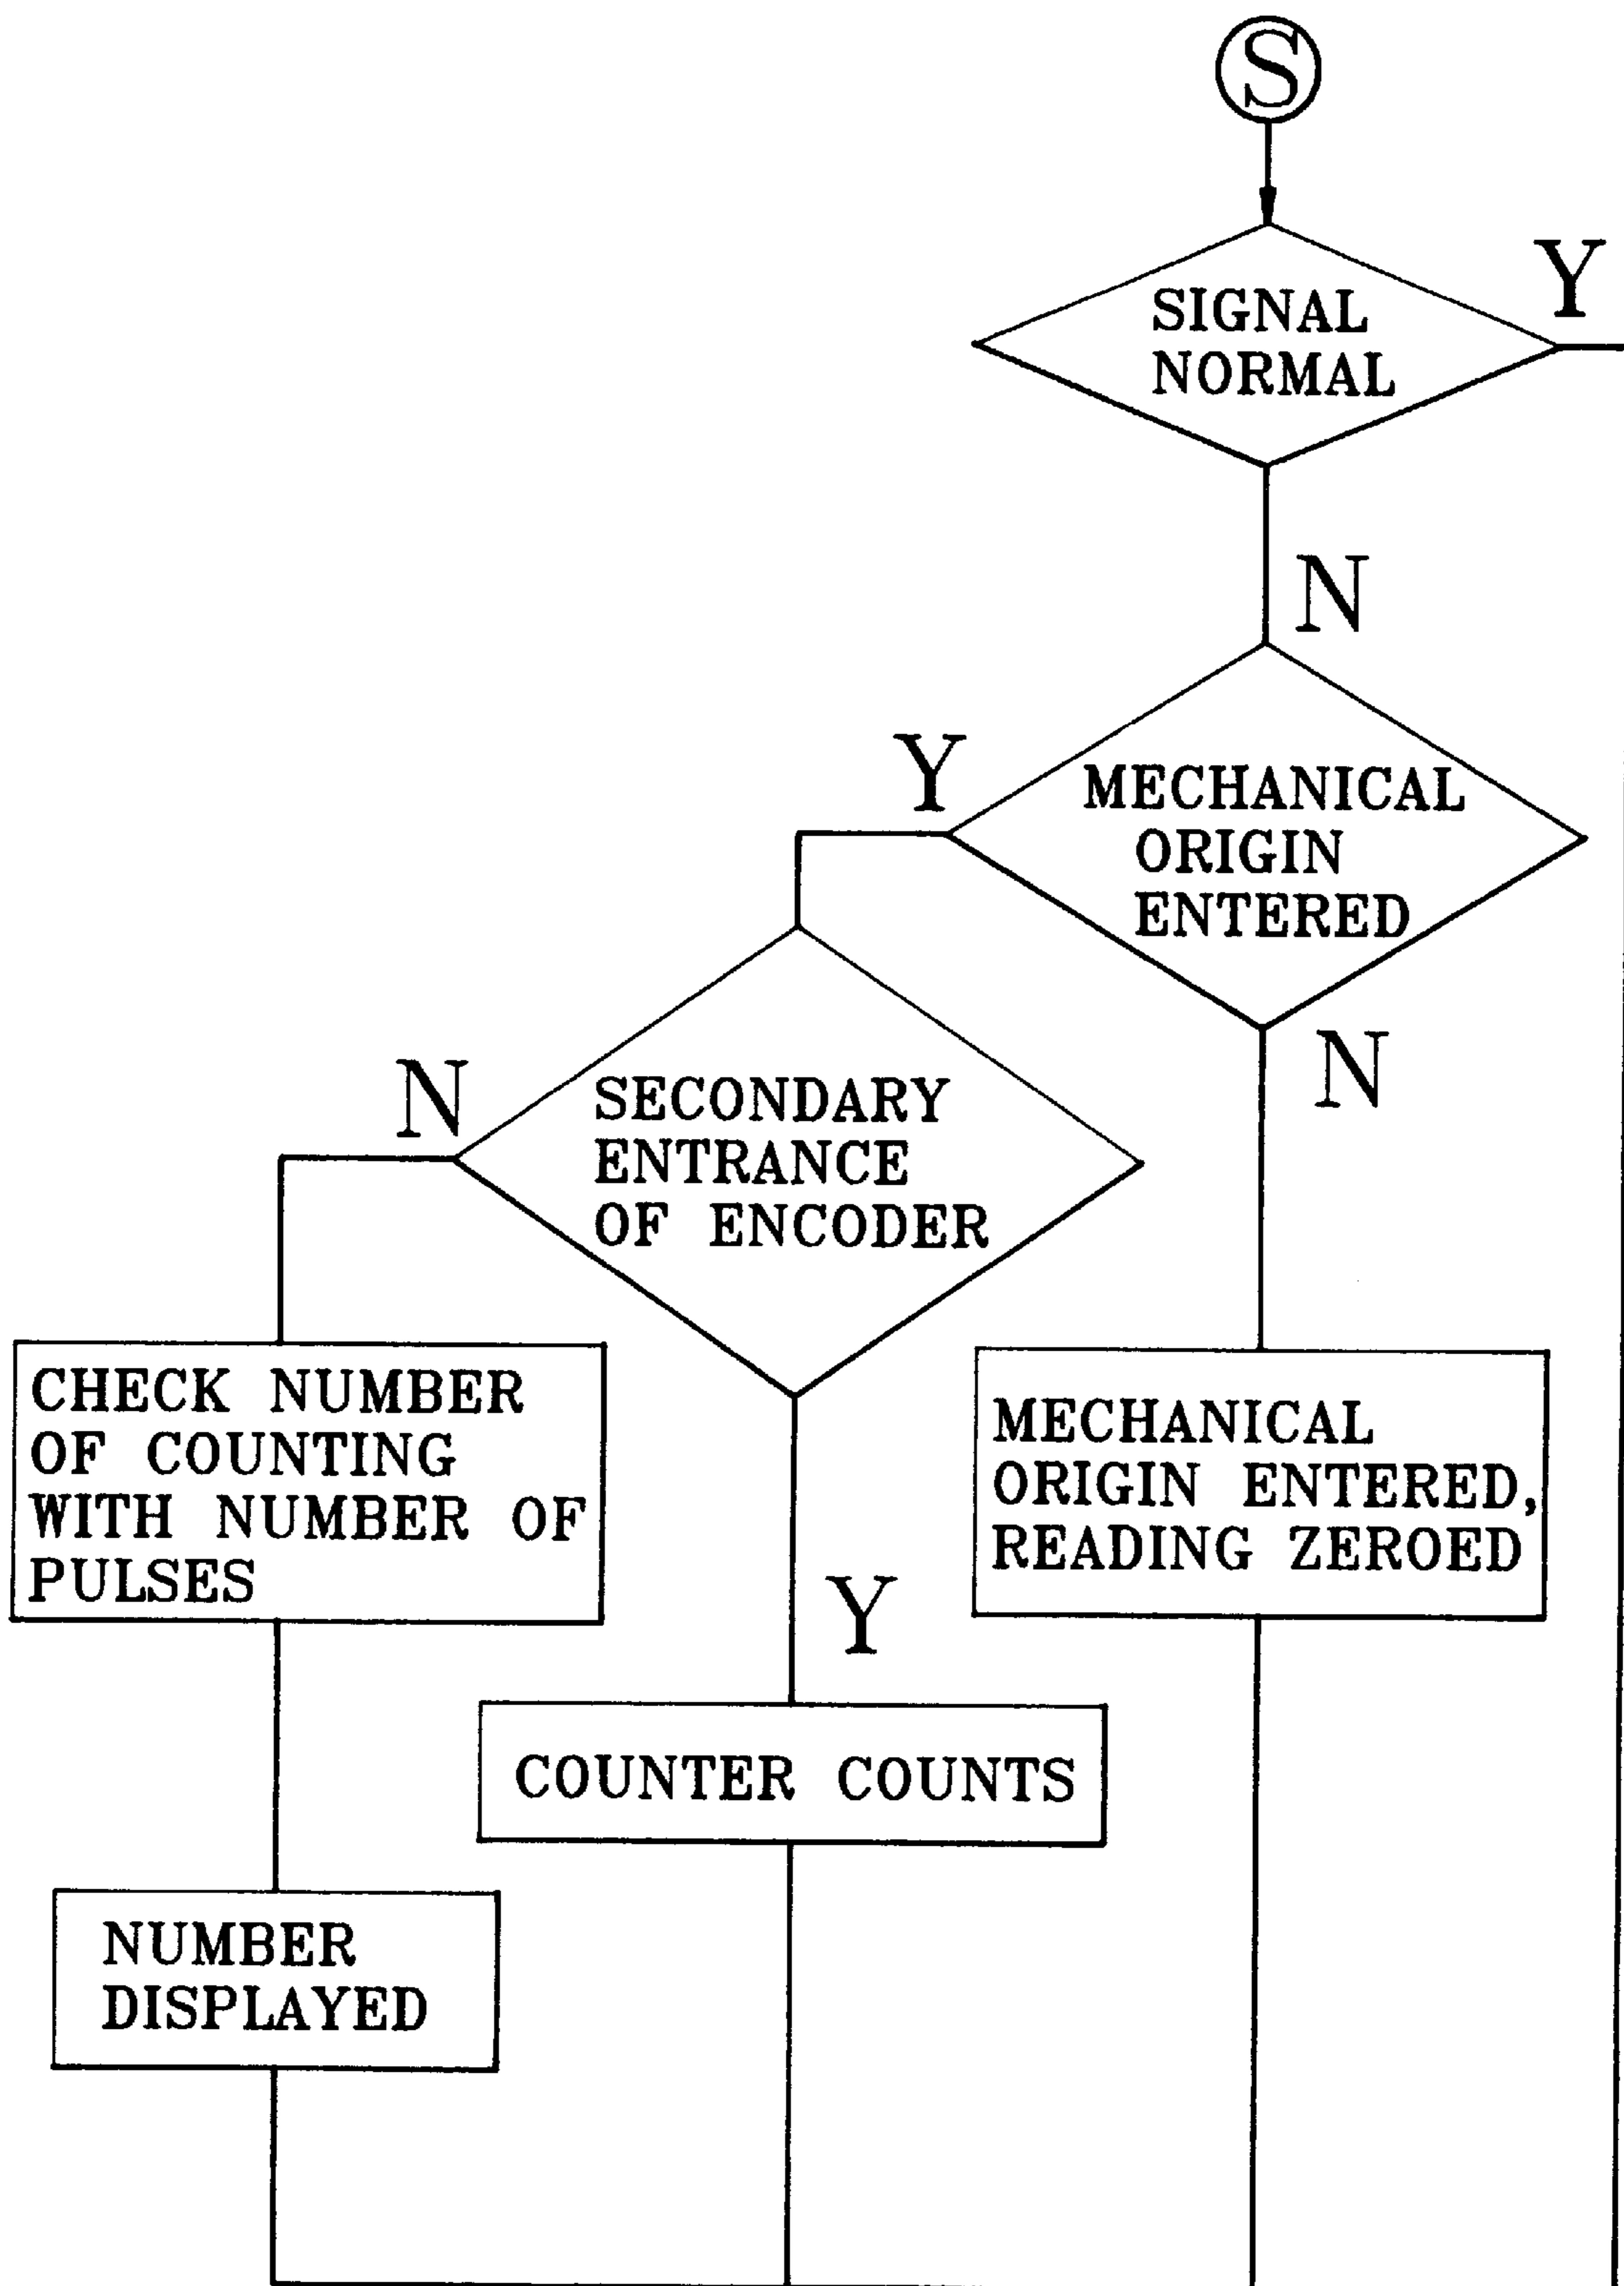 S
SIGNAL
NORMAL
Y
N
MECHANICAL
ORIGIN
ENTERED
Y
N
SECONDARY
ENTRANCE
OF ENCODER
N
Y
CHECK NUMBER
OF COUNTING
WITH NUMBER OF
PULSES
MECHANICAL
ORIGIN ENTERED,
READING ZEROED
COUNTER COUNTS
NUMBER
DISPLAYED